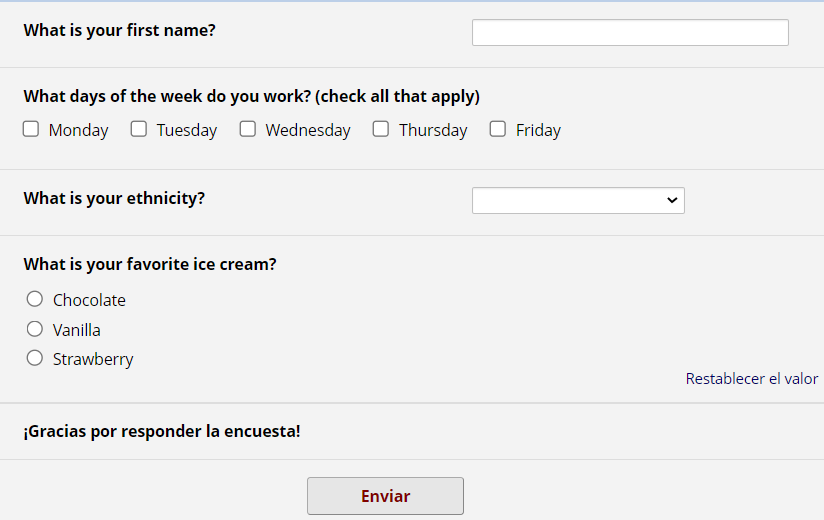 What is your first name?
What days of the week do you work? (check all that apply)
Monday Tuesday Wednesday Thursday Friday
What is your ethnicity?
What is your favorite ice cream?
Chocolate
Vanilla
Strawberry
Restablecer el valor
¡Gracias por responder la encuesta!
Enviar